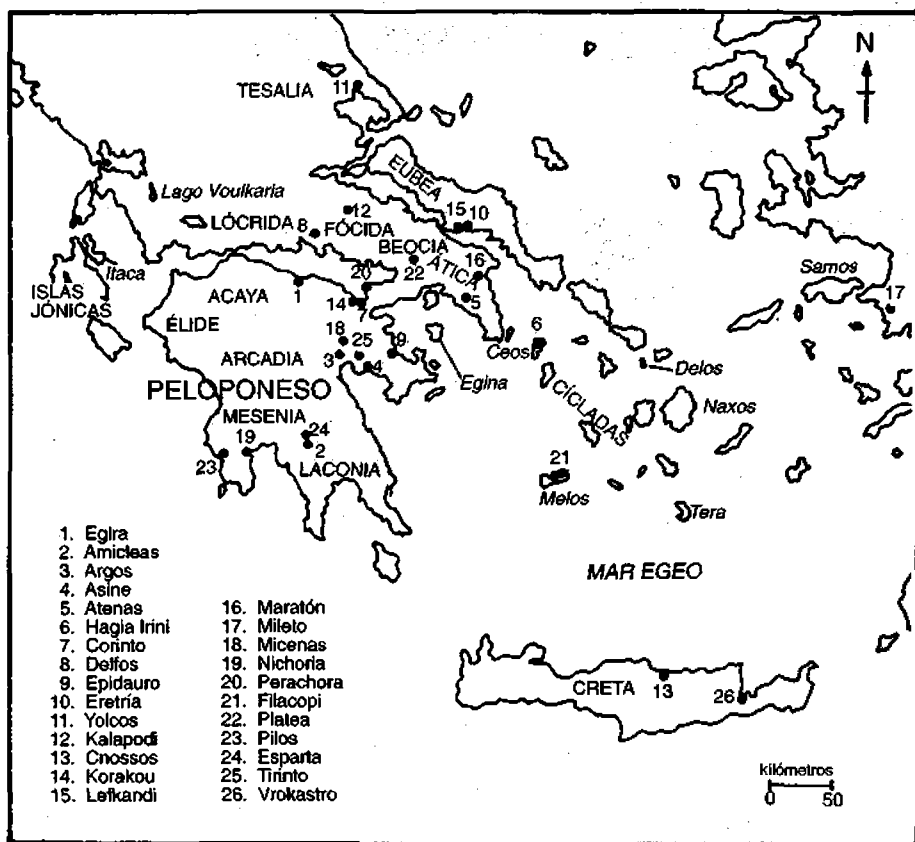 N
TESALIA
11
EUBEA
Lago Voulkaria
12
LÓCRIDA
8
FÓCIDA
15
10
BEOCIA
22
16
ÁTICA
5
Itaca
ISLAS
JÓNICAS
ACAYA
1
20
14
7
Samos
17
ÉLIDE
18
6
Ceos
ARCADIA
25
9
3
4
Egina
Delos
PELOPONESO
CÍCLADAS
Naxos
MESENIA
24
19
2
23
LACONIA
21
Melos
Tera
MAR EGEO
CRETA
13
26
1. Egira
2. Amicleas
3. Argos
4. Asine
5. Atenas
6. Hagia Irini
7. Corinto
8. Delfos
9. Epidauro
10. Eretría
11. Yolcos
12. Kalapodi
13. Cnossos
14. Korakou
15. Lefkandi
16. Maratón
17. Mileto
18. Micenas
19. Nichoria
20. Perachora
21. Filacopi
22. Platea
23. Pilos
24. Esparta
25. Tirinto
26. Vrokastro
kilómetros
0 50